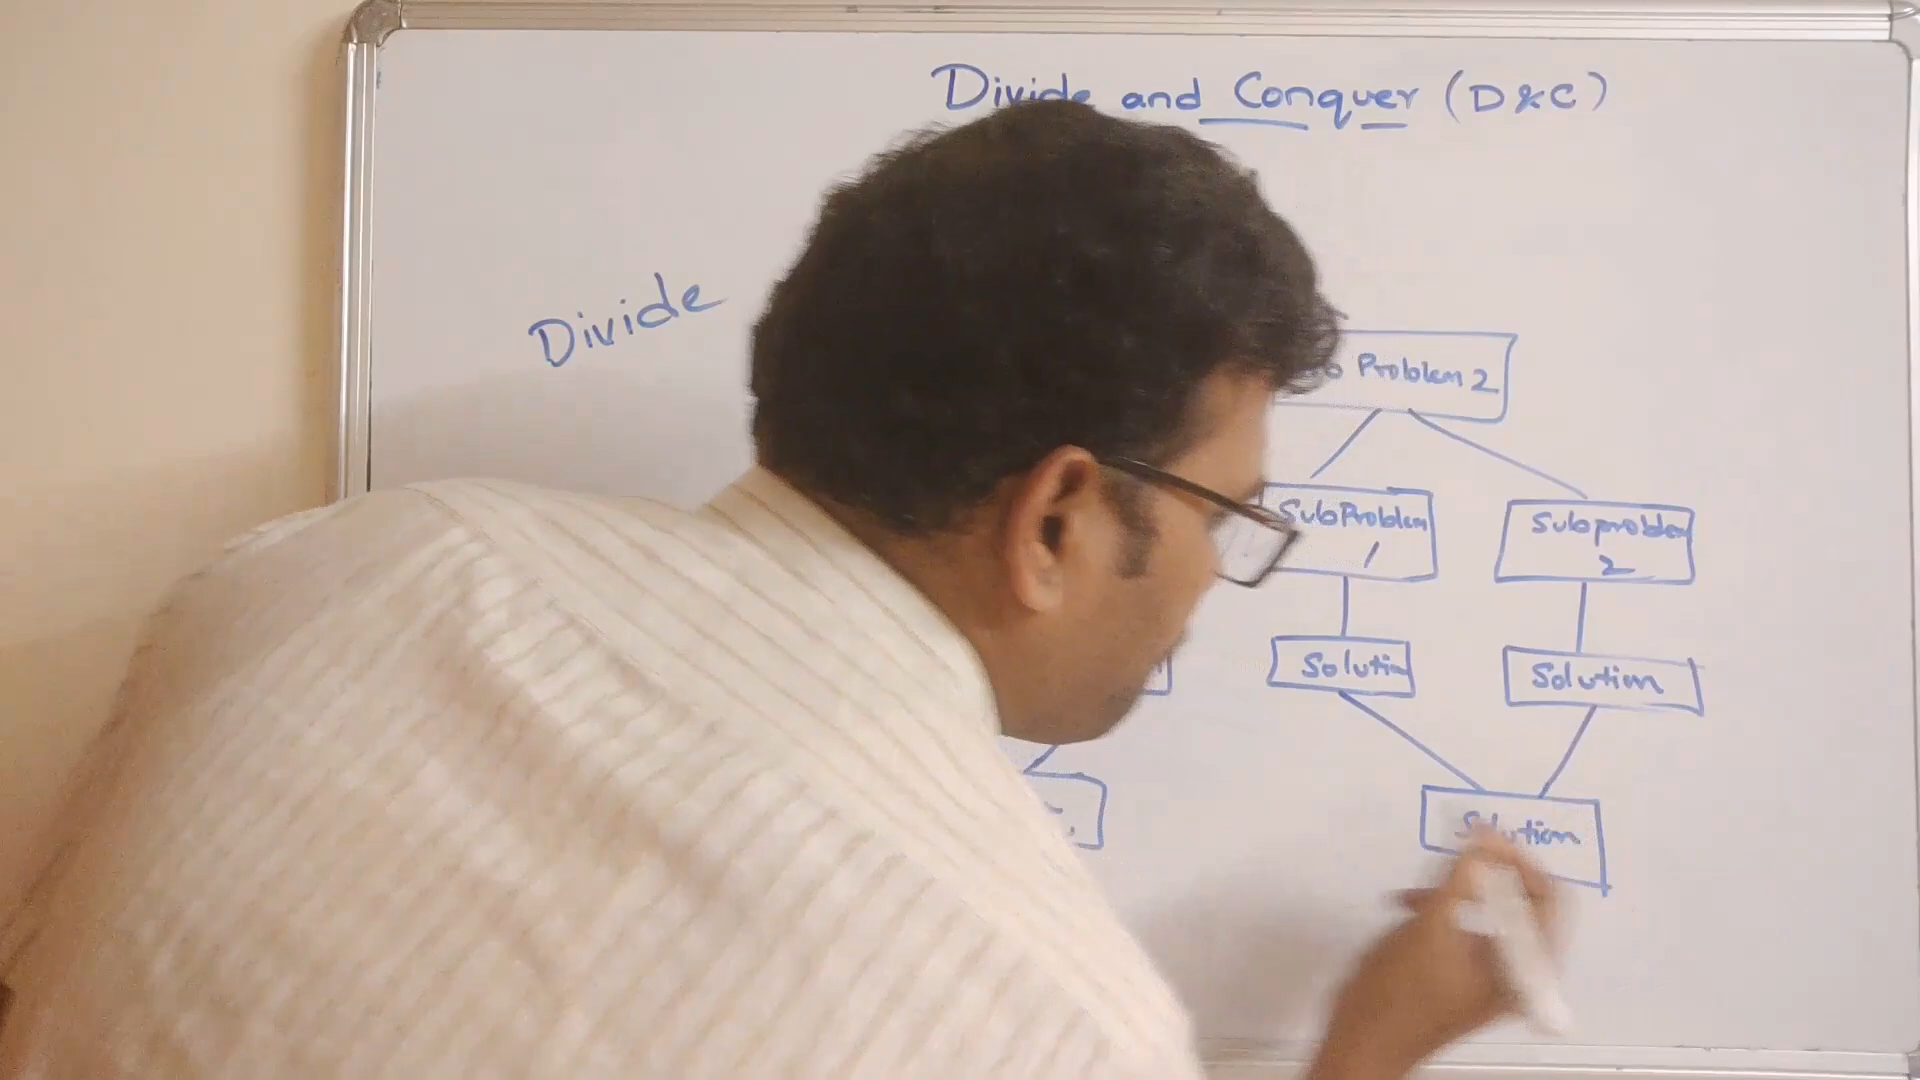 Divide and Conquer (D&C)
Divide
Problem 2
SubProblem
1
Subproblem
2
Solution
Solution
Solution